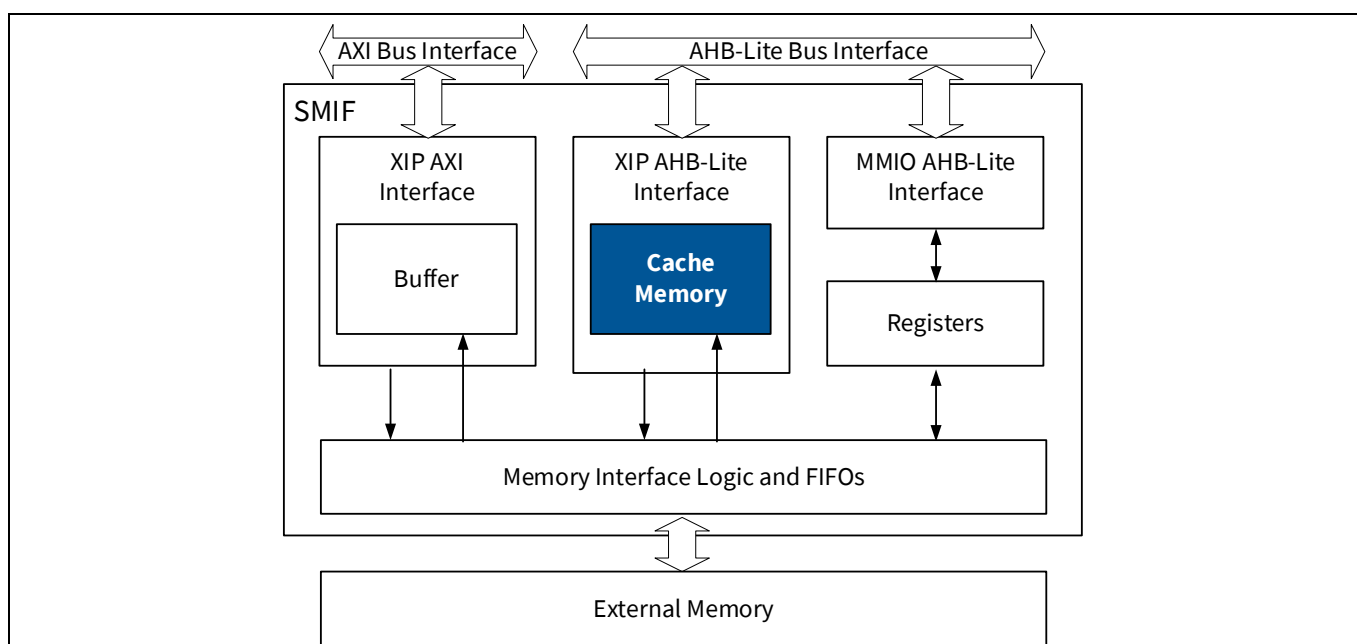 AXI Bus Interface
AHB-Lite Bus Interface
SMIF
XIP AXI
Interface
Buffer
XIP AHB-Lite
Interface
Cache
Memory
MMIO AHB-Lite
Interface
Registers
Memory Interface Logic and FIFOs
External Memory